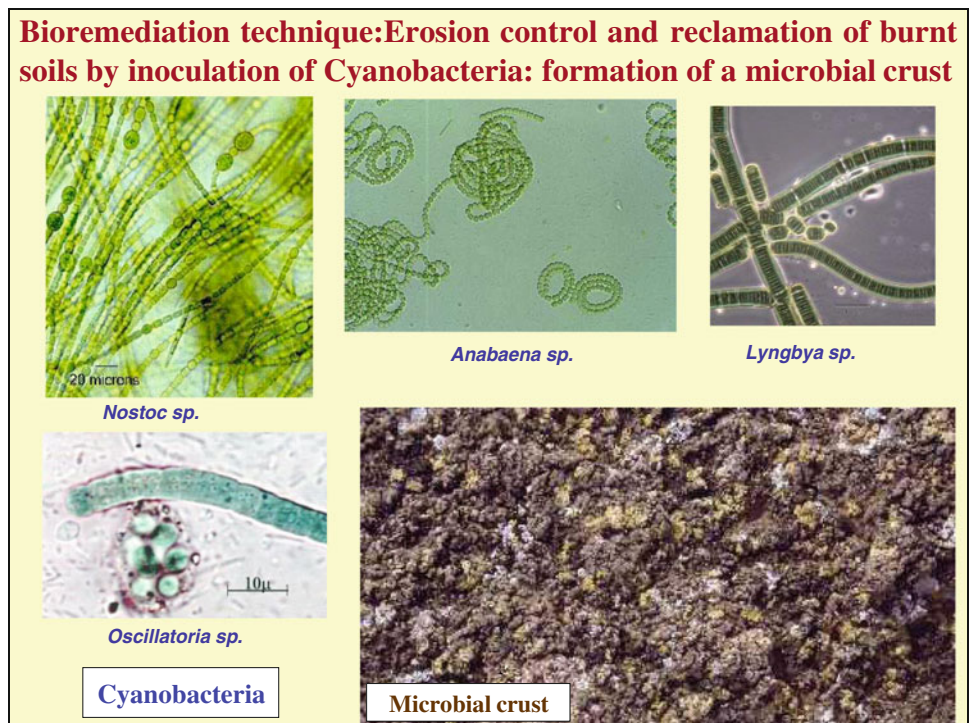 Bioremediation technique:Erosion control and reclamation of burnt
soils by inoculation of Cyanobacteria: formation of a microbial crust
20 microns
Nostoc sp.
Anabaena sp.
Lyngbya sp.
10µ
Oscillatoria sp.
Cyanobacteria
Microbial crust